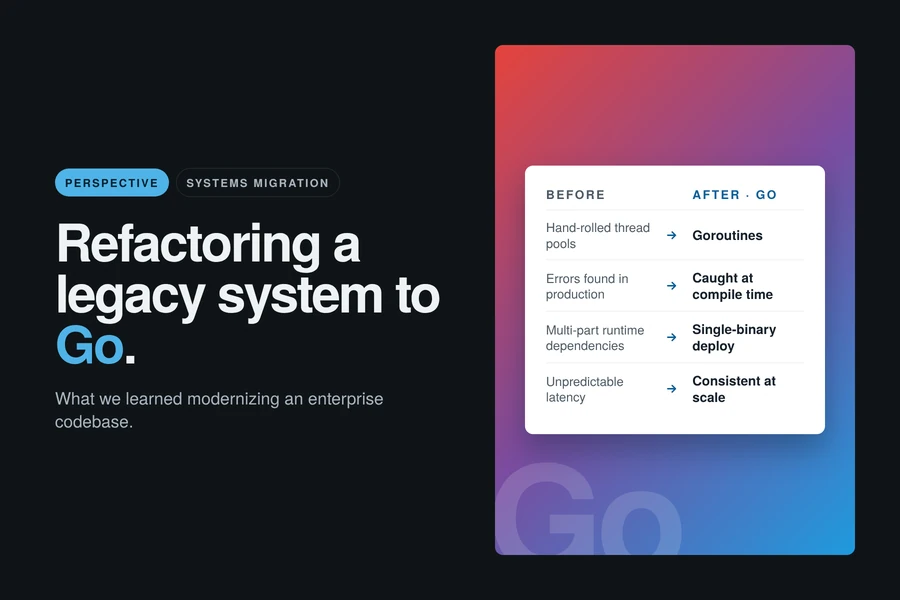 PERSPECTIVE
SYSTEMS MIGRATION
Refactoring a
legacy system to
Go.
What we learned modernizing an enterprise
codebase.
BEFORE
AFTER · GO
Hand-rolled thread
pools
→
Goroutines
Errors found in
production
→
Caught at
compile time
Multi-part runtime
dependencies
→
Single-binary
deploy
Unpredictable
latency
→
Consistent at
scale
Go